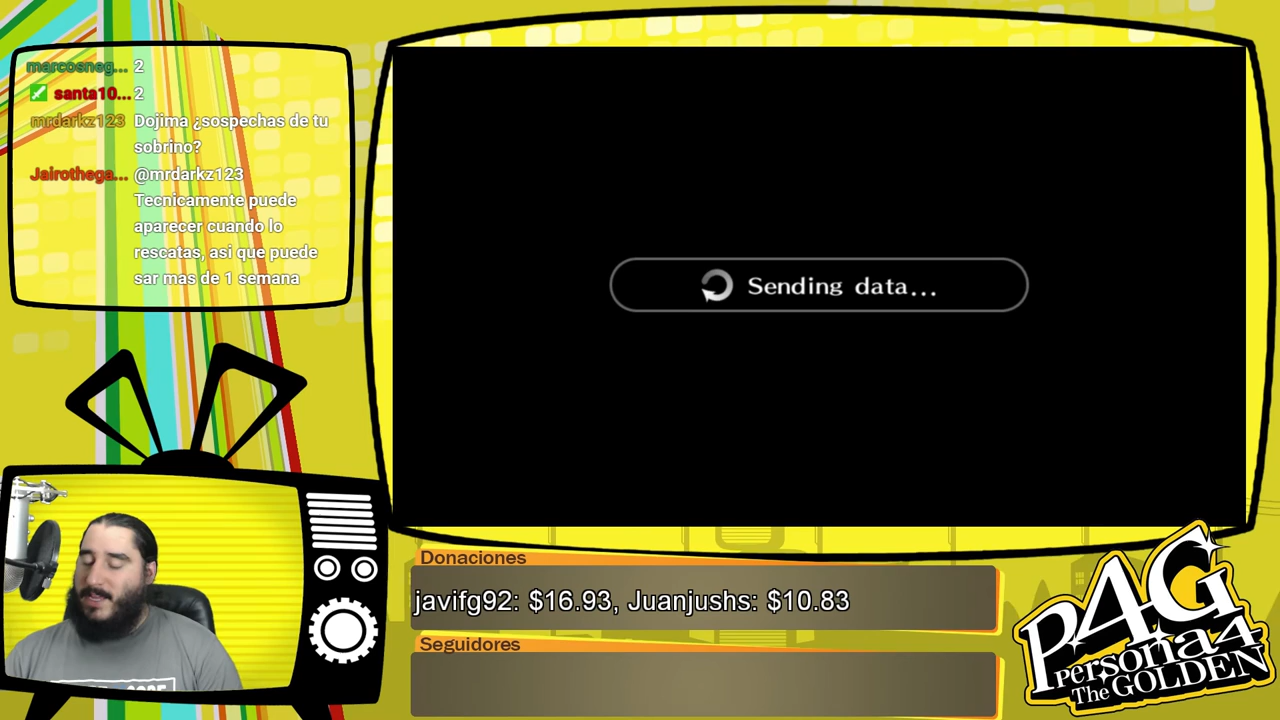 marcosneg... 2
santa10... 2
mrdarkz123 Dojima ¿sospechas de tu
sobrino?
Jairothega... @mrdarkz123
Tecnicamente puede
aparecer cuando lo
rescatas, asi que puede
sar mas de 1 semana
Sending data...
Donaciones
javifg92: $16.93, Juanjushs: $10.83
Seguidores
P4G
Persona4
The GOLDEN